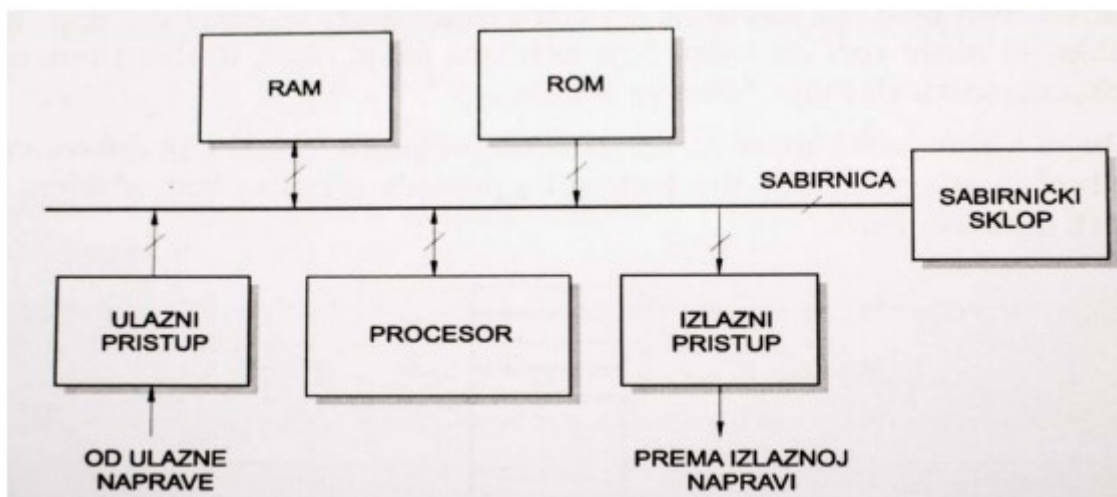 RAM
ROM
SABIRNICA
SABIRNIČKI
SKLOP
ULAZNI
PRISTUP
PROCESOR
IZLAZNI
PRISTUP
OD ULAZNE
NAPRAVE
PREMA IZLAZNOJ
NAPRAVI